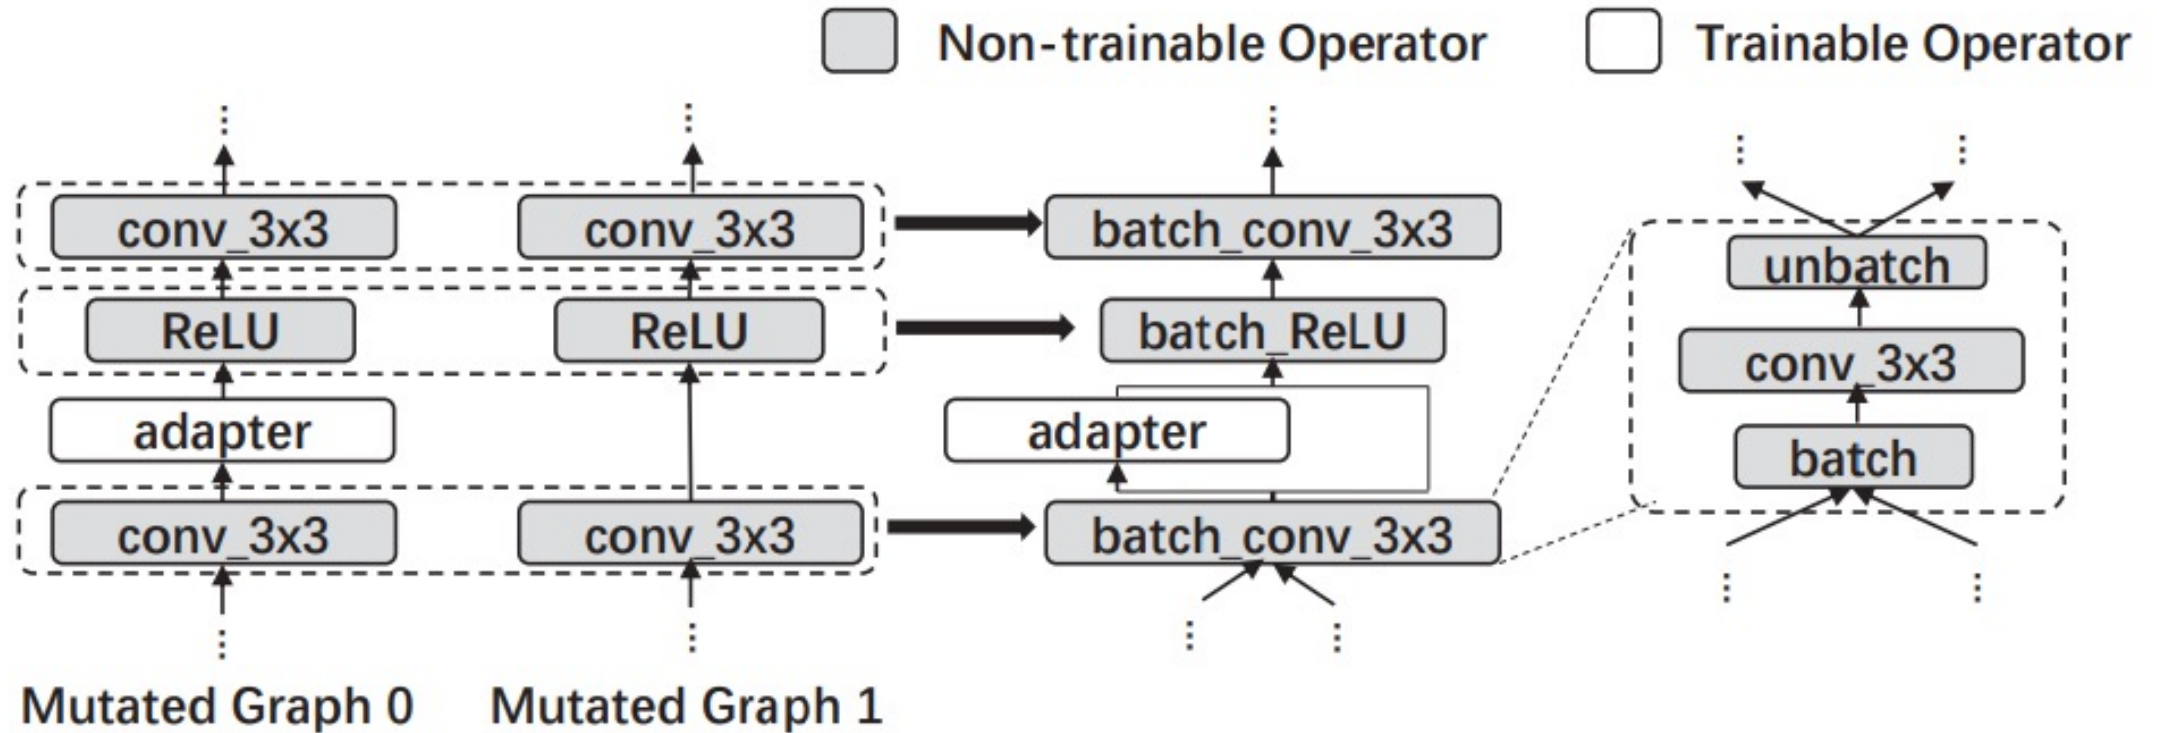 Non-trainable Operator
Trainable Operator
conv_3x3
conv_3x3
batch_conv_3x3
unbatch
ReLU
ReLU
batch_ReLU
conv_3x3
adapter
adapter
batch
conv_3x3
conv_3x3
batch_conv_3x3
Mutated Graph 0
Mutated Graph 1